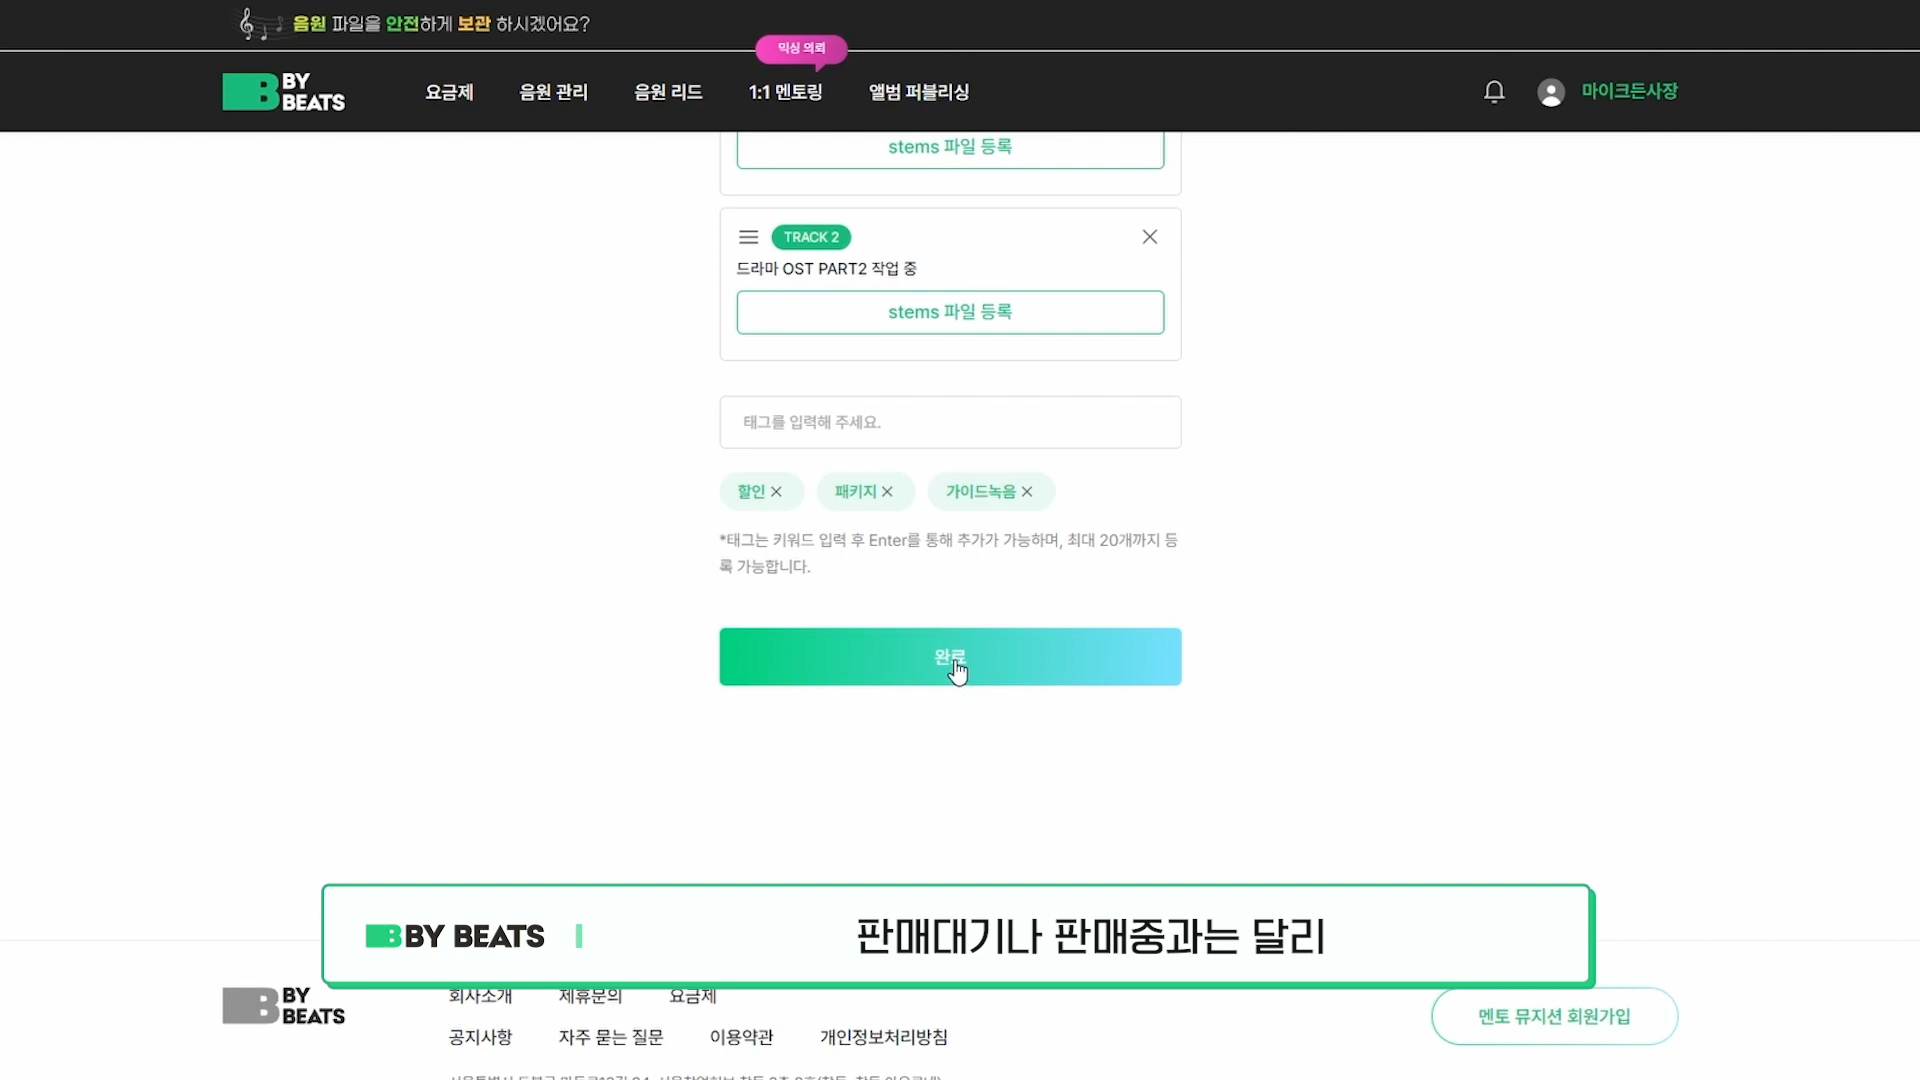 음원 파일을 안전하게 보관 하시겠어요?
믹싱 의뢰
BY BEATS
요금제 음원 관리 음원 리드 1:1 멘토링 앨범 퍼블리싱
마이크든사장
stems 파일 등록
TRACK 2
드라마 OST PART2 작업 중
stems 파일 등록
태그를 입력해 주세요.
할인 패키지 가이드녹음
*태그는 키워드 입력 후 Enter를 통해 추가가 가능하며, 최대 20개까지 등
록 가능합니다.
완료
BY BEATS
판매대기나 판매중과는 달리
BY BEATS
회사소개 제휴문의 요금제
공지사항 자주 묻는 질문 이용약관 개인정보처리방침
멘토 뮤지션 회원가입